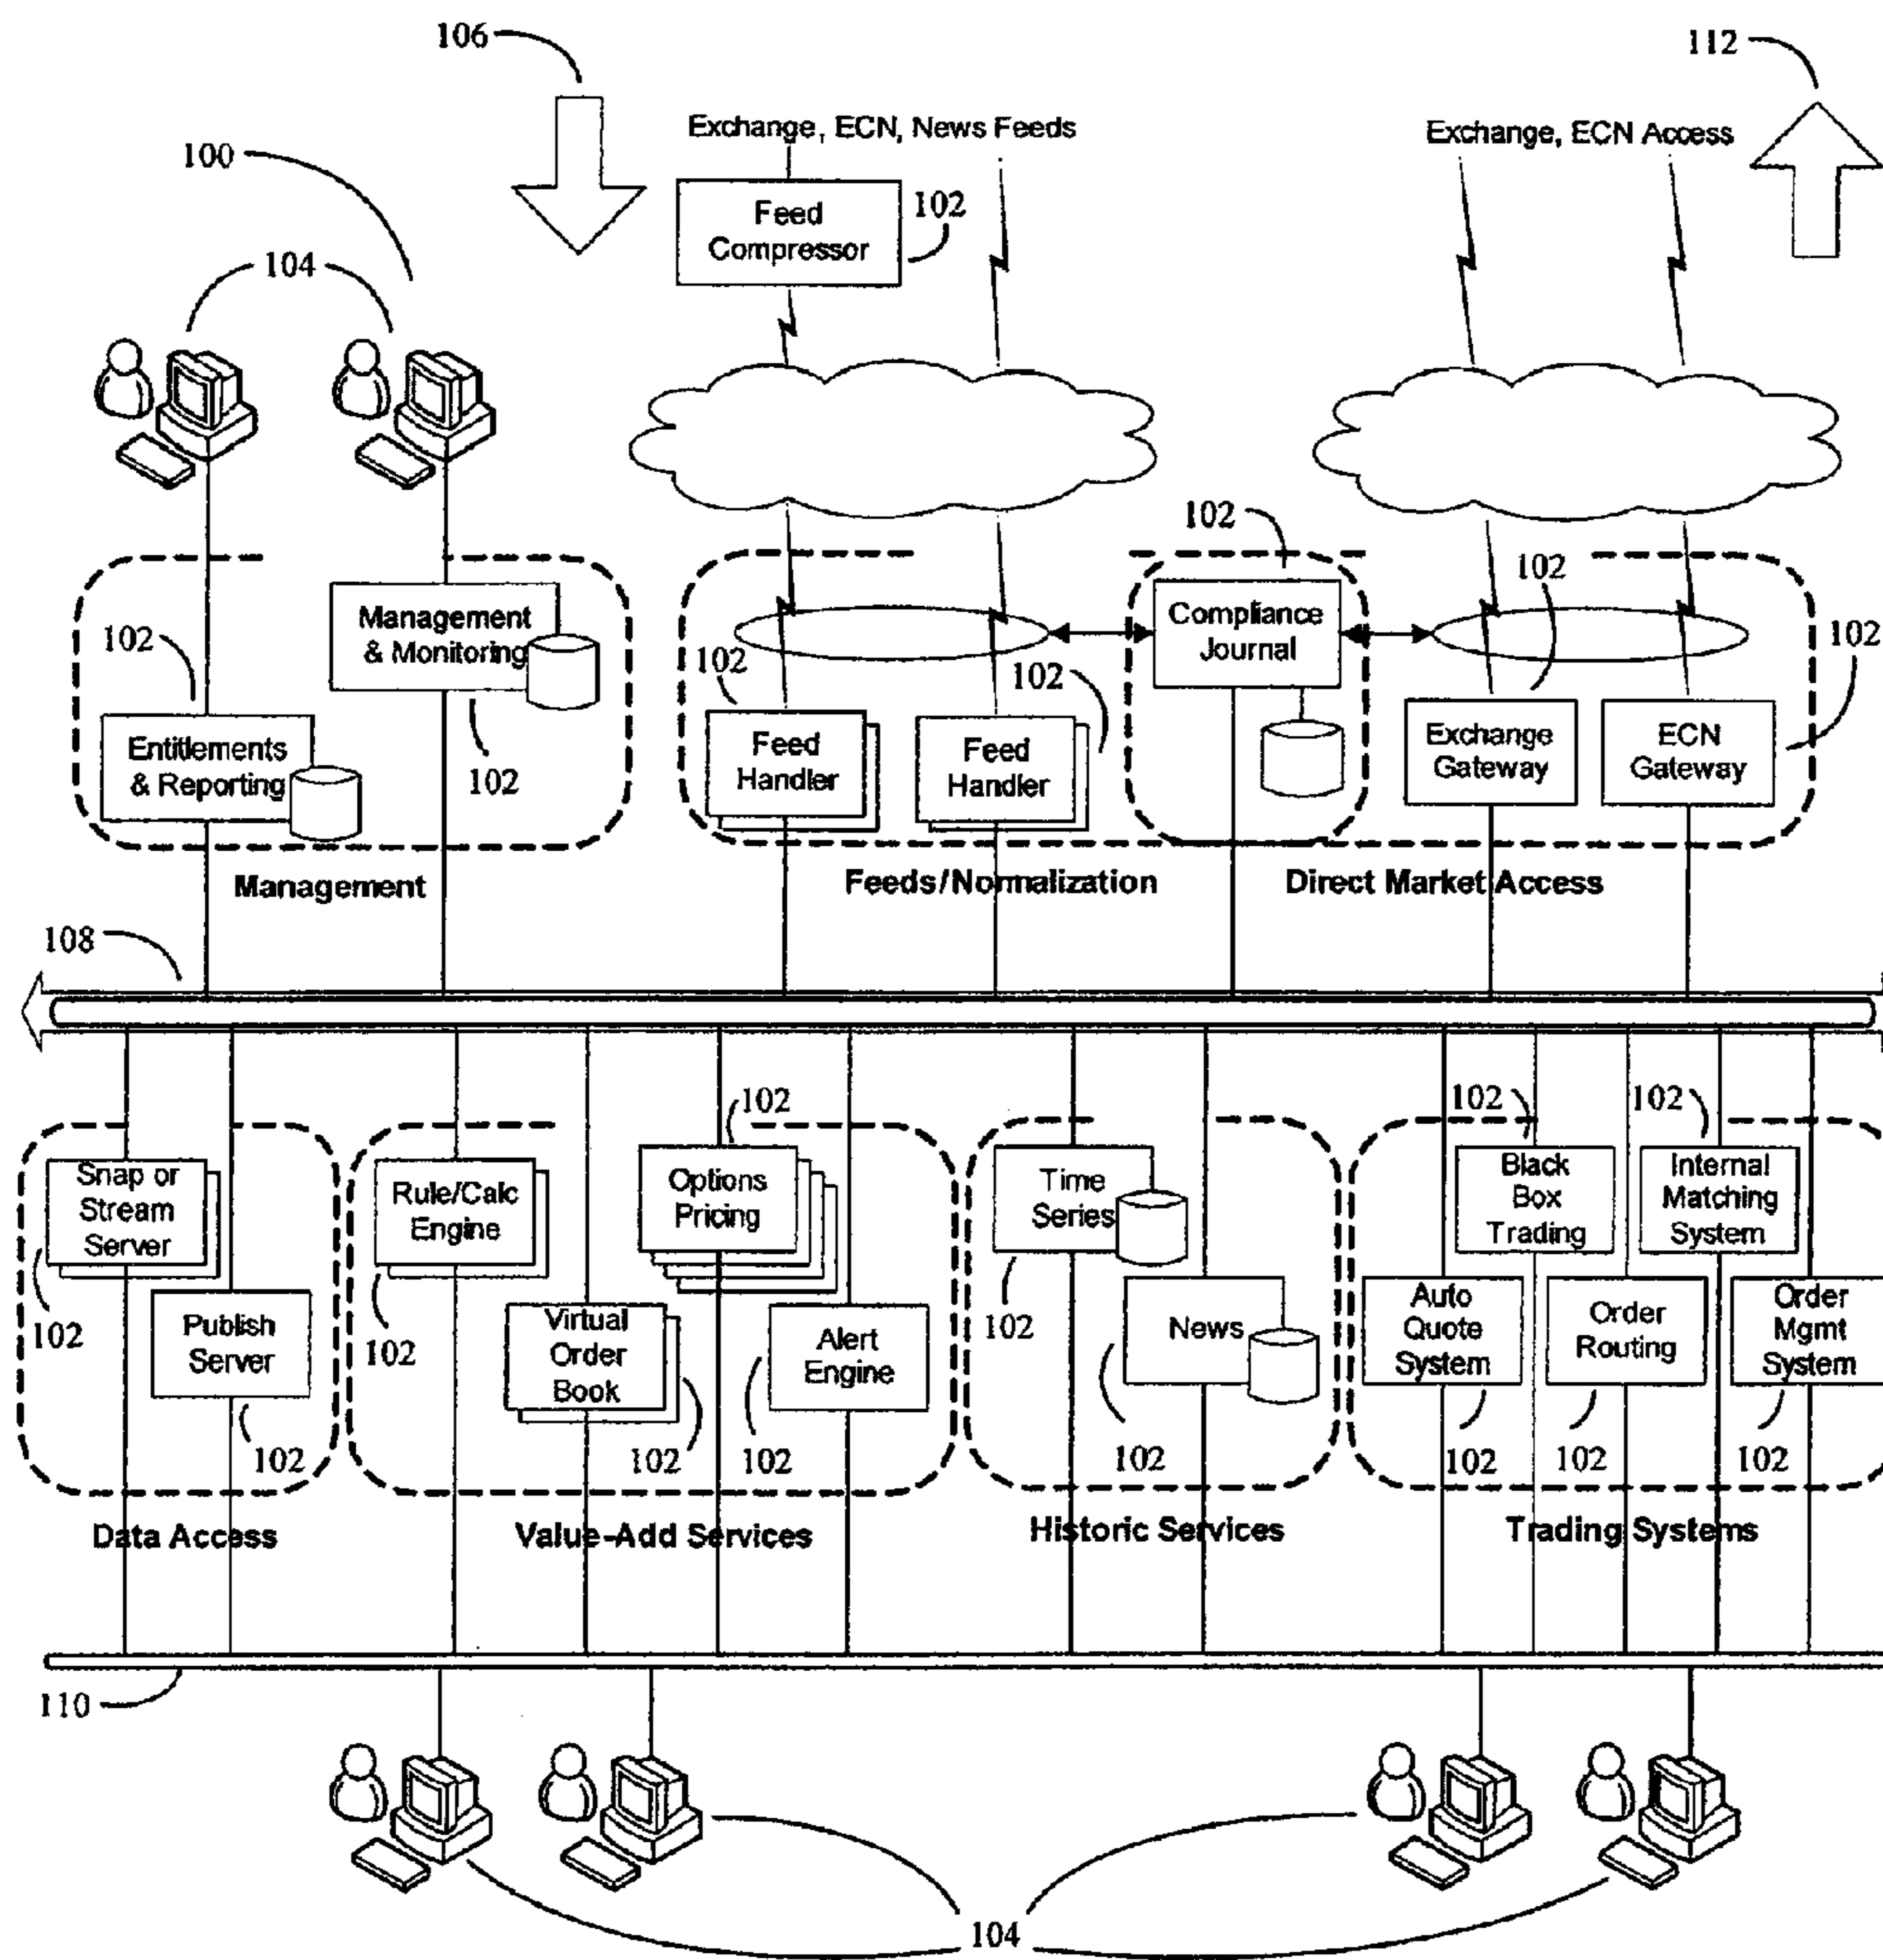 106
112
Exchange, ECN, News Feeds
Exchange, ECN Access
100
Feed
Compressor
102
104
102
Management
& Monitoring
102
Compliance
Journal
102
102
102
102
102
Entitlements
& Reporting
102
Feed
Handler
Feed
Handler
Exchange
Gateway
ECN
Gateway
Management
Feeds/Normalization
Direct Market Access
108
102
102
102
Snap or
Stream
Server
Rule/Calc
Engine
Options
Pricing
Time
Series
Black
Box
Trading
Internal
Matching
System
102
Publish
Server
102
Virtual
Order
Book
102
Alert
Engine
102
News
Auto
Quote
System
Order
Routing
Order
Mgmt
System
102
102
102
102
102
102
Data Access
Value-Add Services
Historic Services
Trading Systems
110
104